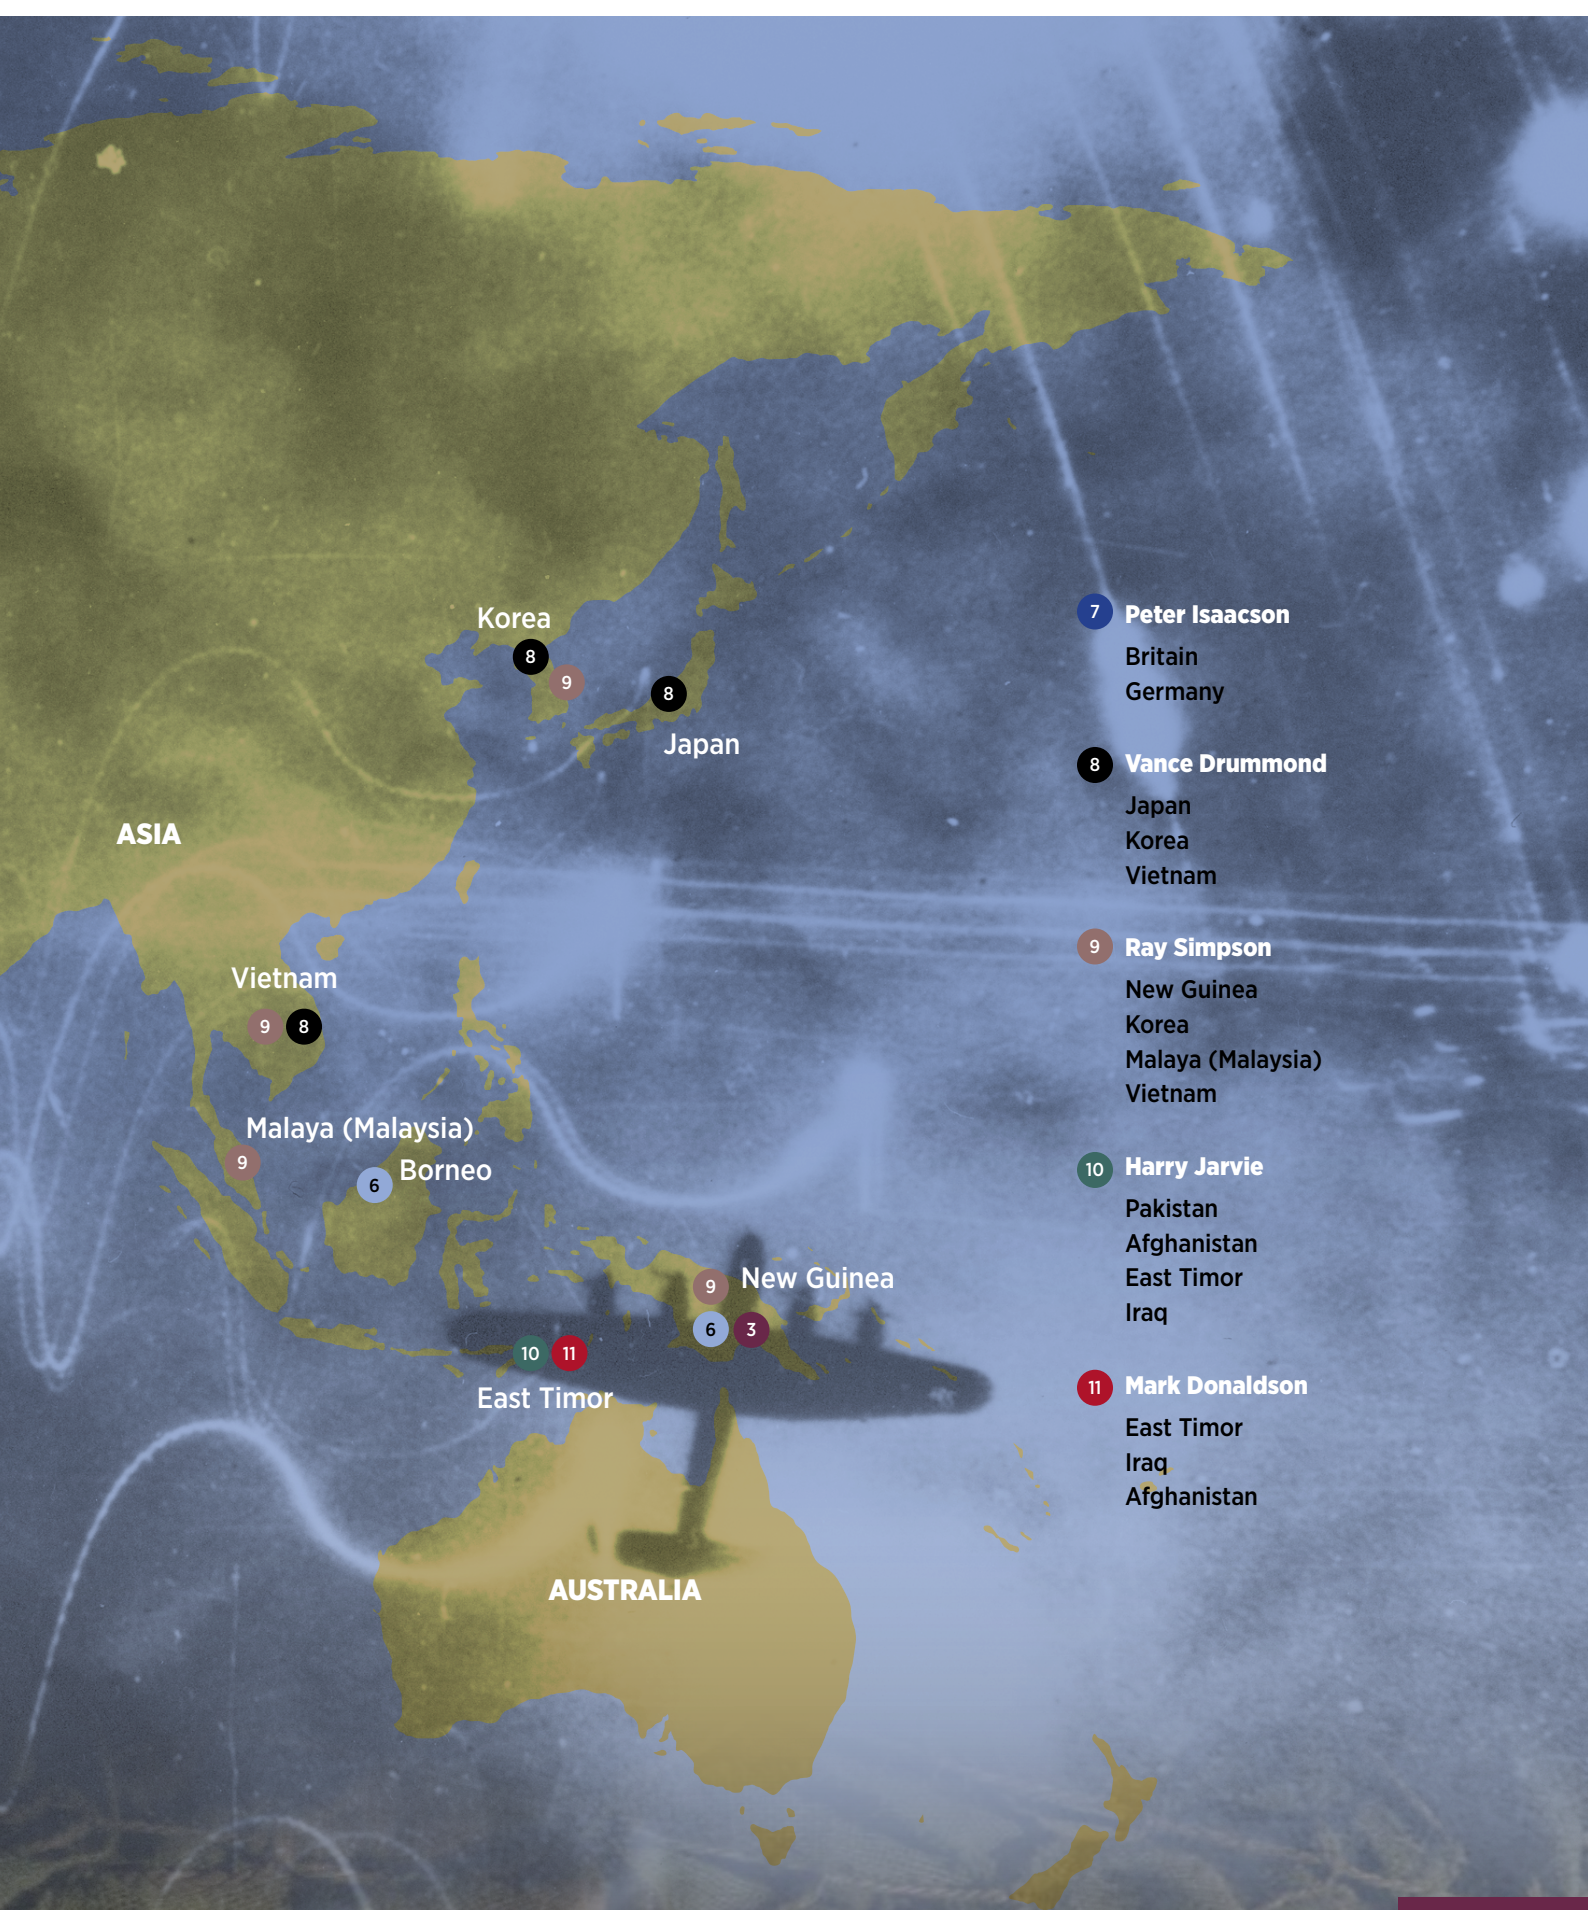 Korea
8
9
8
Japan
ASIA
Vietnam
9 8
Malaya (Malaysia)
9
Borneo
6
New Guinea
9
6 3
10 11
East Timor
AUSTRALIA
7 Peter Isaacson
Britain
Germany
8 Vance Drummond
Japan
Korea
Vietnam
9 Ray Simpson
New Guinea
Korea
Malaya (Malaysia)
Vietnam
10 Harry Jarvie
Pakistan
Afghanistan
East Timor
Iraq
11 Mark Donaldson
East Timor
Iraq
Afghanistan